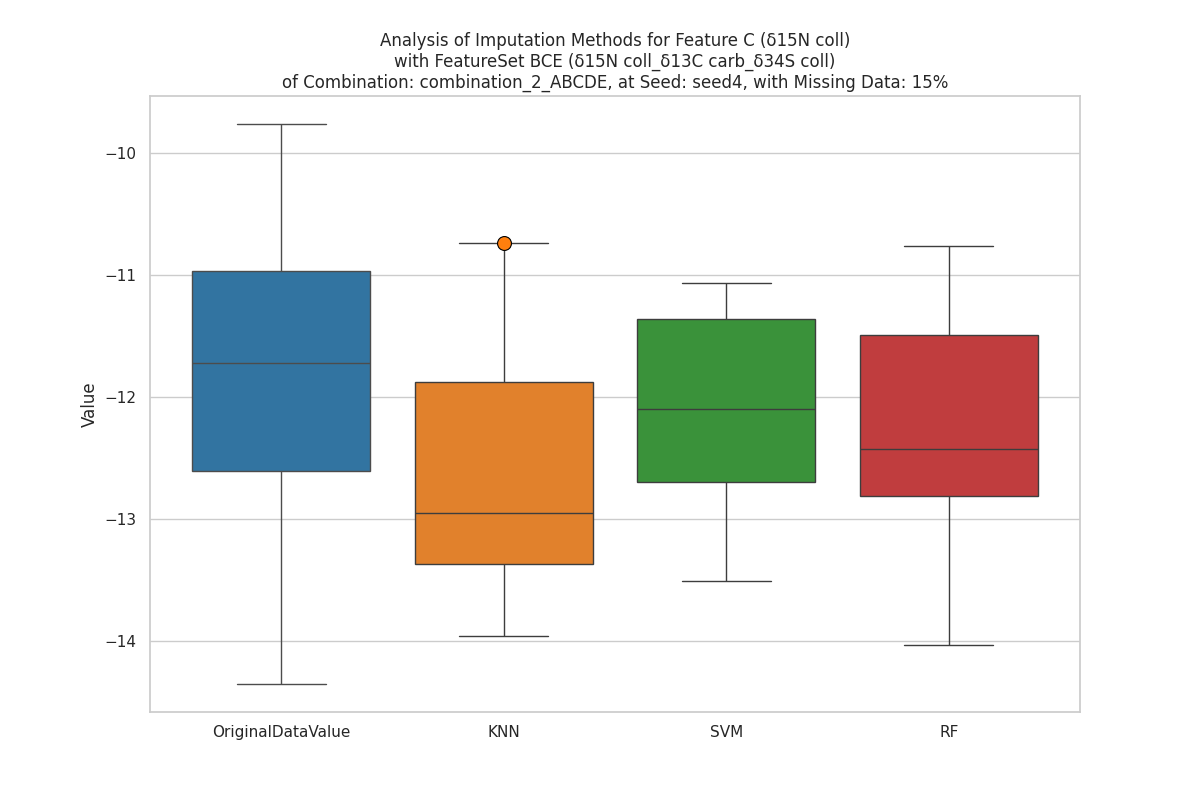 Analysis of Imputation Methods for Feature C (δ15N coll)
with FeatureSet BCE (δ15N coll_δ13C carb_δ34S coll)
of Combination: combination_2_ABCDE, at Seed: seed4, with Missing Data: 15%
−10
−11
−12
−13
−14
Value
OriginalDataValue
KNN
SVM
RF